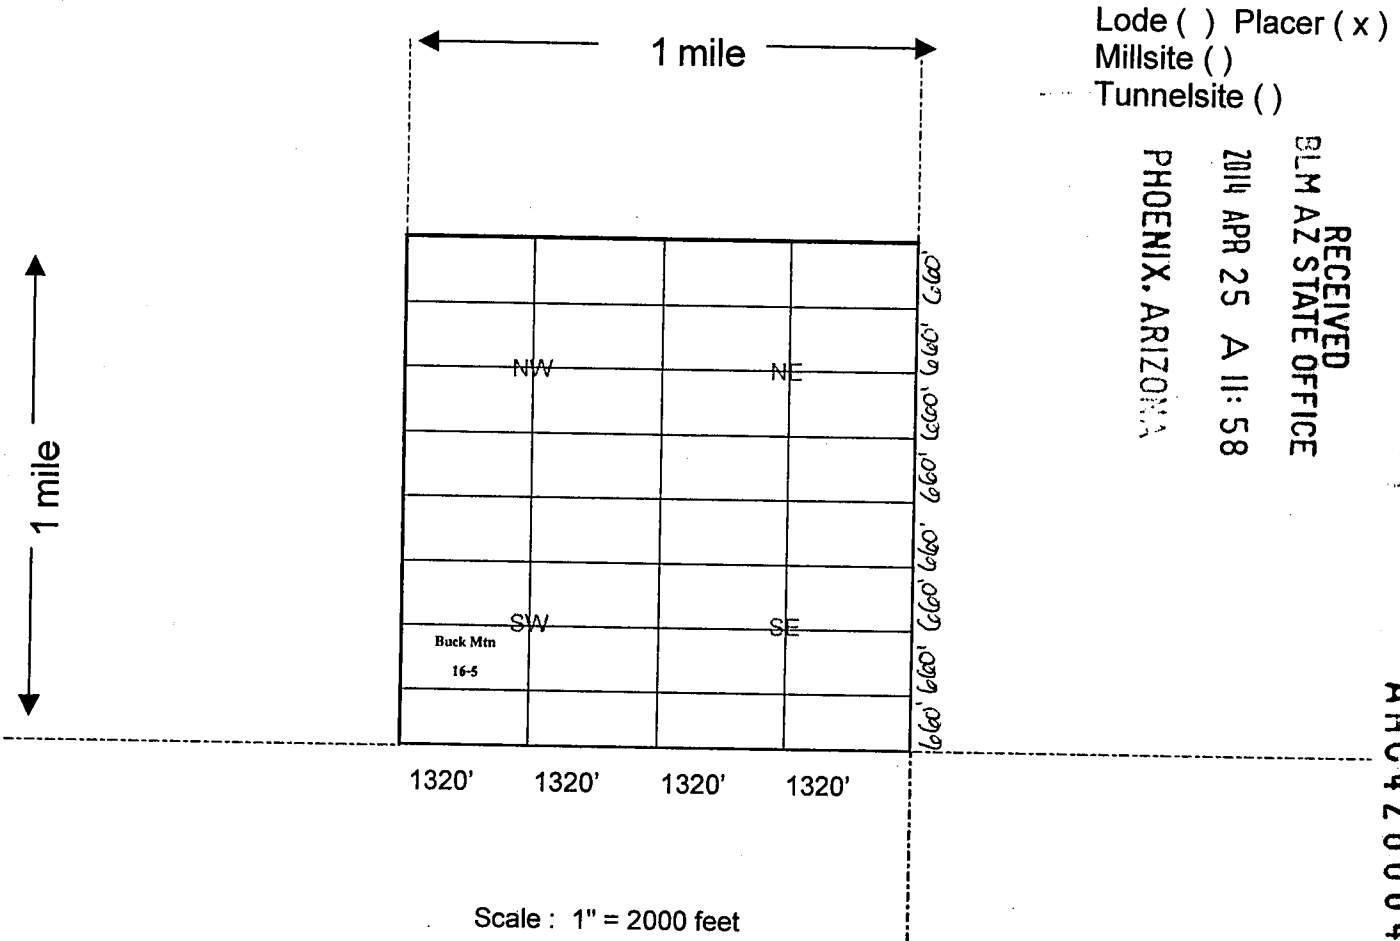 1 mile
Lode ( ) Placer ( x )
Millsite ( )
Tunnelsite ( )
RECEIVED
BLM AZ STATE OFFICE
2014 APR 25 A 11: 58
PHOENIX, ARIZONA
1 mile
NW NE
SW SE
Buck Mtn
16-5
660'
660'
660'
660'
660'
660'
660'
660'
1320' 1320' 1320' 1320'
Scale : 1" = 2000 feet